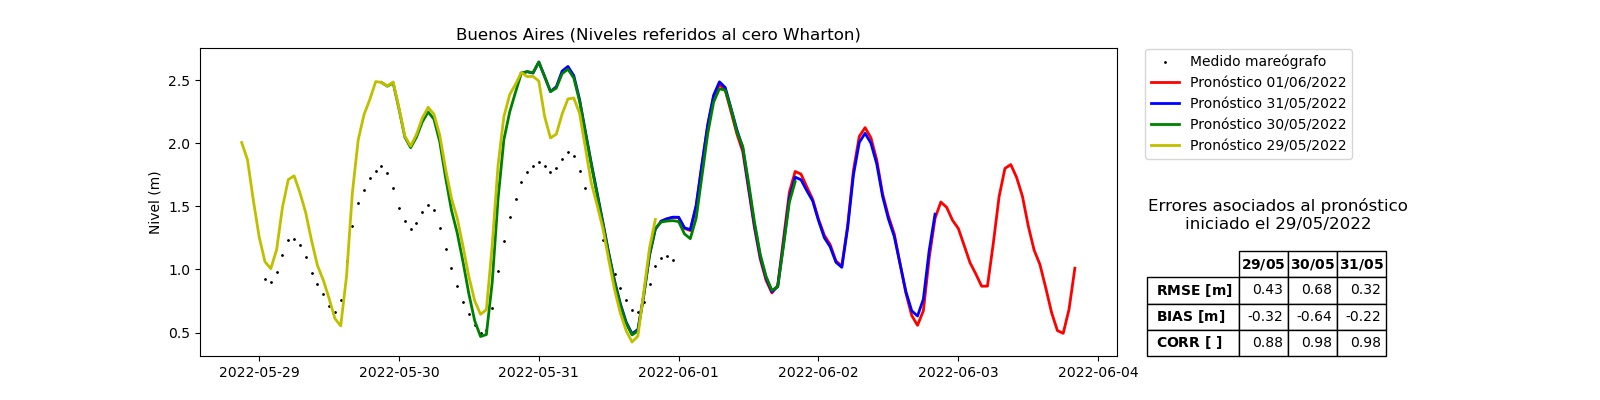 Buenos Aires (Niveles referidos al cero Wharton)
Nivel (m)
2.5
2.0
1.5
1.0
0.5
2022-05-29 2022-05-30 2022-05-31 2022-06-01 2022-06-02 2022-06-03 2022-06-04
Medido mareógrafo
Pronóstico 01/06/2022
Pronóstico 31/05/2022
Pronóstico 30/05/2022
Pronóstico 29/05/2022
Errores asociados al pronóstico
iniciado el 29/05/2022
29/05 30/05 31/05
RMSE [m] 0.43 0.68 0.32
BIAS [m] -0.32 -0.64 -0.22
CORR [ ] 0.88 0.98 0.98